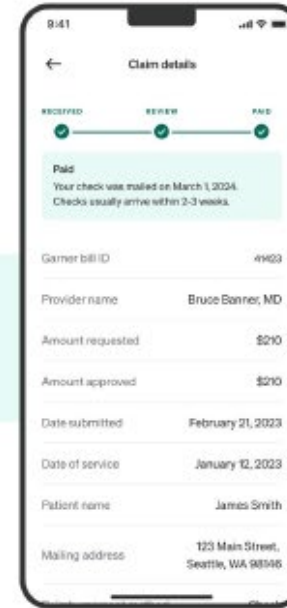 9:41
Claim details
RECEIVED REVIEW PAID
Paid
Your check was mailed on March 1, 2024.
Checks usually arrive within 2-3 weeks.
Garner bill ID 41423
Provider name Bruce Banner, MD
Amount requested $210
Amount approved $210
Date submitted February 21, 2023
Date of service January 12, 2023
Patient name James Smith
Mailing address 123 Main Street,
Seattle, WA 98146